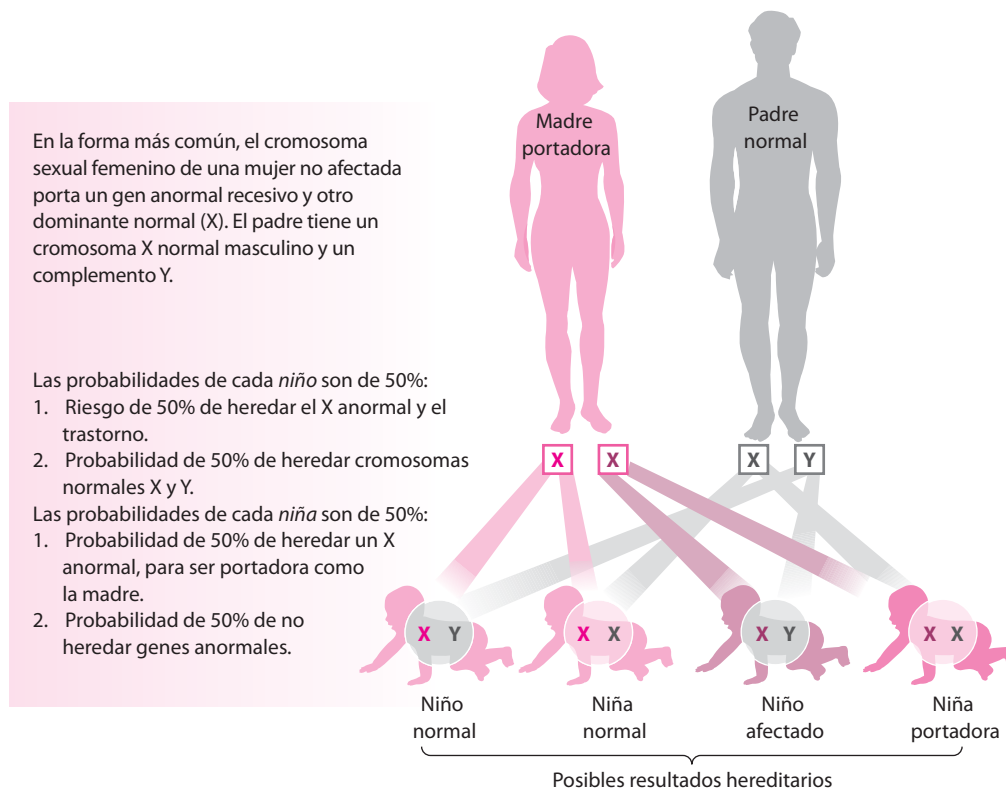 En la forma más común, el cromosoma
sexual femenino de una mujer no afectada
porta un gen anormal recesivo y otro
dominante normal (X). El padre tiene un
cromosoma X normal masculino y un
complemento Y.
Las probabilidades de cada niño son de 50%:
1. Riesgo de 50% de heredar el X anormal y el
trastorno.
2. Probabilidad de 50% de heredar cromosomas
normales X y Y.
Las probabilidades de cada niña son de 50%:
1. Probabilidad de 50% de heredar un X
anormal, para ser portadora como
la madre.
2. Probabilidad de 50% de no
heredar genes anormales.
Madre
portadora
Padre
normal
X X X Y
X Y X X X Y X X
Niño
normal
Niña
normal
Niño
afectado
Niña
portadora
Posibles resultados hereditarios